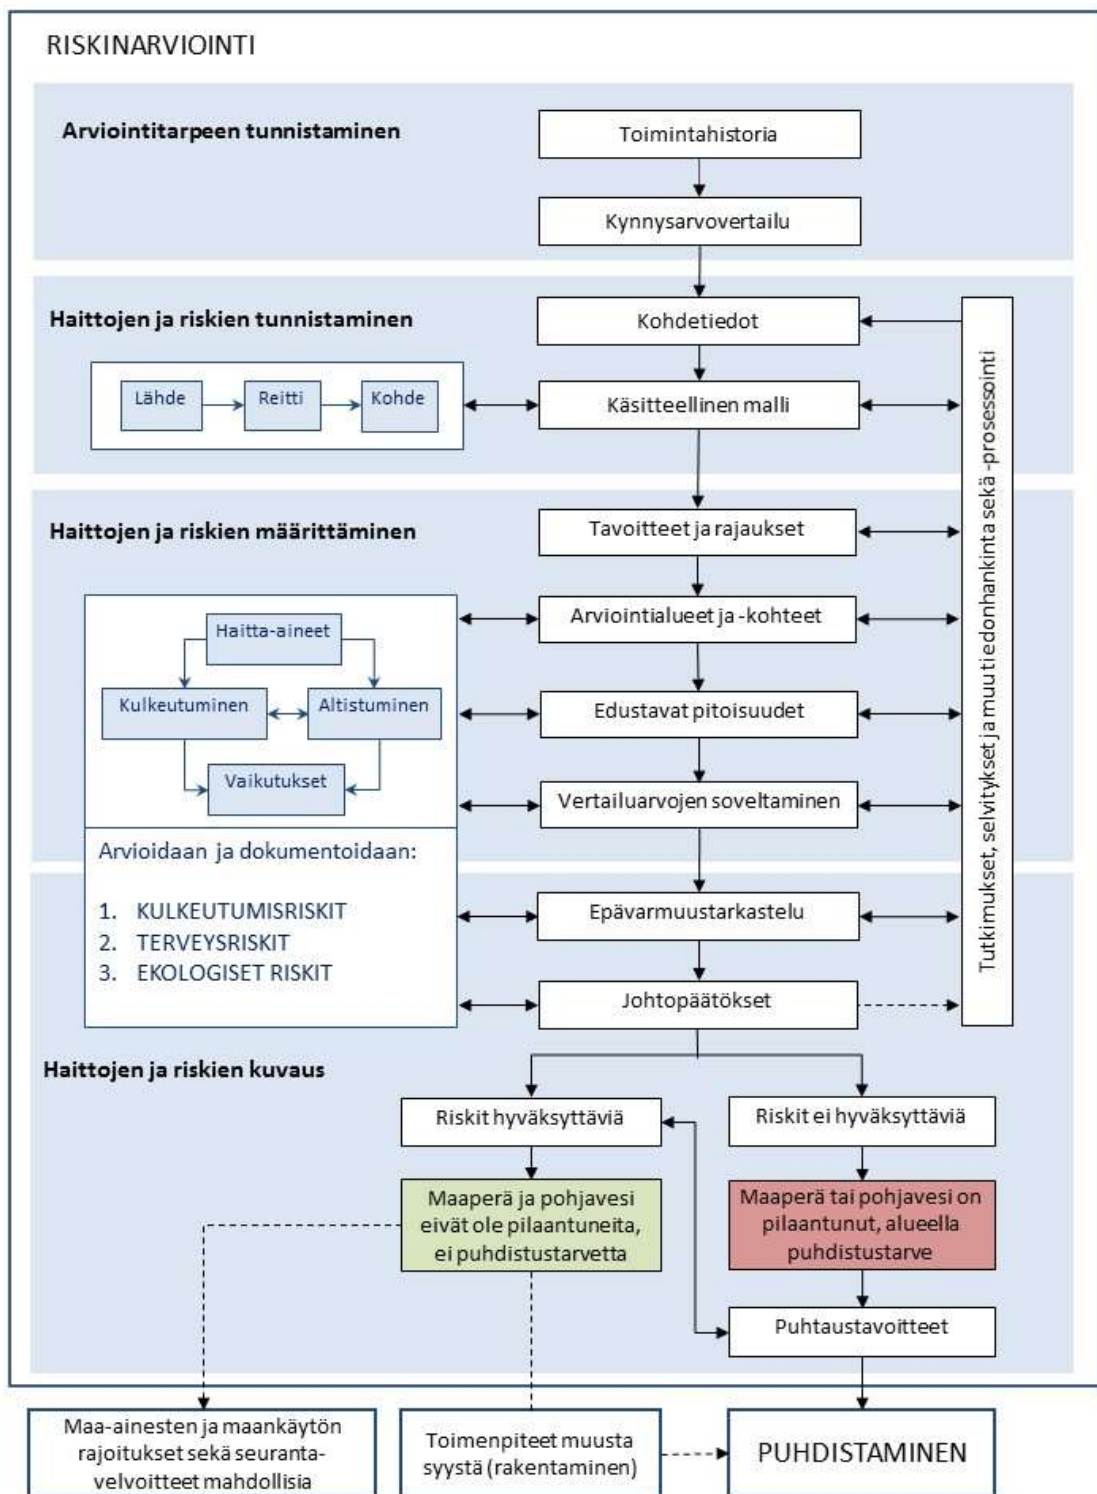 RISKINARVIOINTI
Arviointitarpeen tunnistaminen
Toimintahistoria
Kynnysarvovertailu
Haittojen ja riskien tunnistaminen
Kohdetiedot
Lähde
Reitti
Kohde
Käsitteellinen malli
Tutkimukset, selvitykset ja muu tiedonhankinta sekä -prosessointi
Haittojen ja riskien määrittäminen
Tavoitteet ja rajaukset
Arviointialueet ja -kohteet
Haitta-aineet
Kulkeutuminen
Altistuminen
Edustavat pitoisuudet
Vaikutukset
Vertailuarvojen soveltaminen
Arvioidaan ja dokumentoidaan:
1. KULKEUTUMISRISKIT
2. TERVEYSRISKIT
3. EKOLOGISET RISKIT
Epävarmuustarkastelu
Johtopäätökset
Haittojen ja riskien kuvaus
Riskit hyväksyttäviä
Riskit ei hyväksyttäviä
Maaperä ja pohjavesi
eivät ole pilaantuneita,
ei puhdistustarvetta
Maaperä tai pohjavesi on
pilaantunut, alueella
puhdistustarve
Puhtaustavoitteet
Maa-ainesten ja maankäytön
rajoitukset sekä seuranta-
velvoitteet mahdollisia
Toimenpiteet muusta
syystä (rakentaminen)
PUHDISTAMINEN